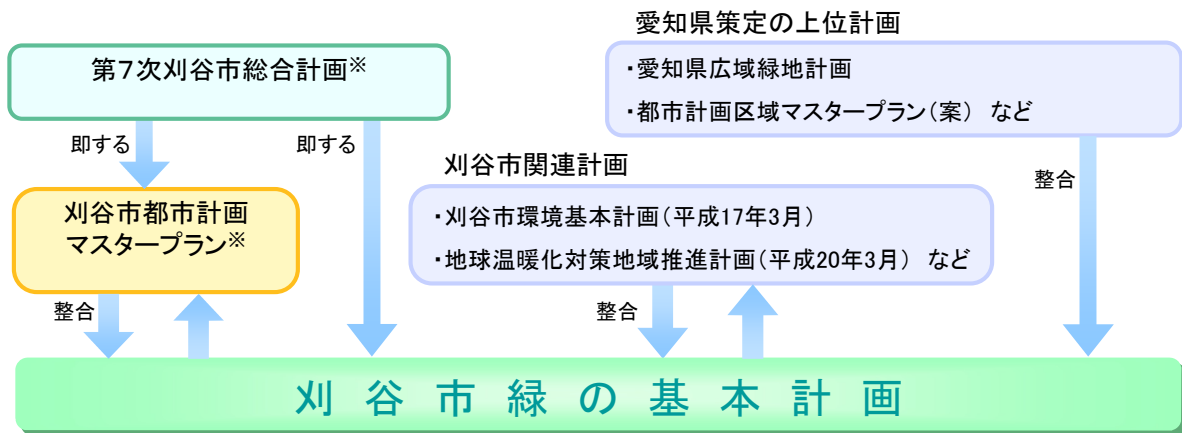 愛知県策定の上位計画
第7次刈谷市総合計画※
・愛知県広域緑地計画
・都市計画区域マスタープラン(案) など
即する
即する
整合
刈谷市関連計画
刈谷市都市計画
マスタープラン※
・刈谷市環境基本計画(平成17年3月)
・地球温暖化対策地域推進計画(平成20年3月) など
整合
整合
刈谷市緑の基本計画